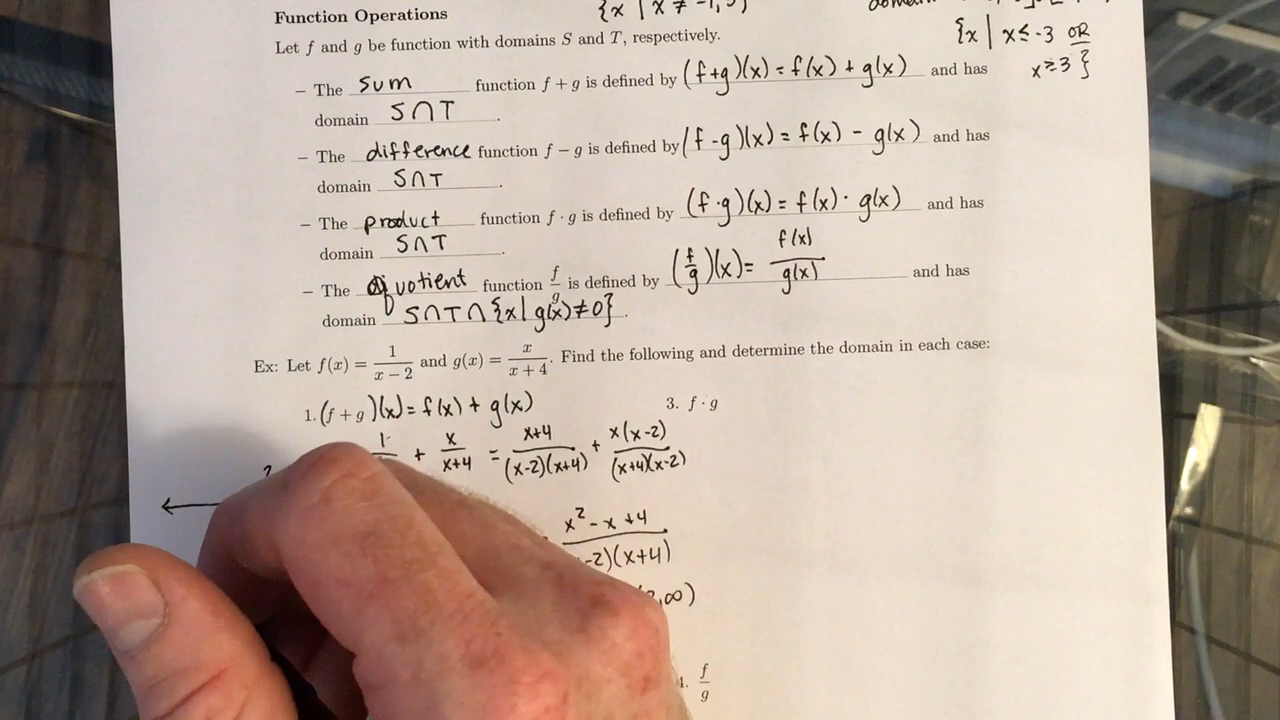 Function Operations
{x | x ≠ -1, 3}
{x | x ≤ -3 OR
x ≥ 3 }
Let f and g be function with domains S and T, respectively.
– The sum function f + g is defined by (f+g)(x) = f(x) + g(x) and has
domain S∩T.
– The difference function f − g is defined by (f -g)(x) = f(x) - g(x) and has
domain S∩T.
– The product function f · g is defined by (f·g)(x) = f(x) · g(x) and has
domain S∩T.
– The quotient function f/g is defined by (f/g)(x) = f(x)/g(x) and has
domain S∩T∩{x| g(x)≠0}.
Ex: Let f(x) = 1/(x − 2) and g(x) = x/(x + 4). Find the following and determine the domain in each case:
1. (f + g)(x) = f(x) + g(x)
3. f · g
1 + x/(x+4) = (x+4)/((x-2)(x+4)) + x(x-2)/((x+4)(x-2))
x² - x + 4
-2)(x+4)
,∞)
f/g